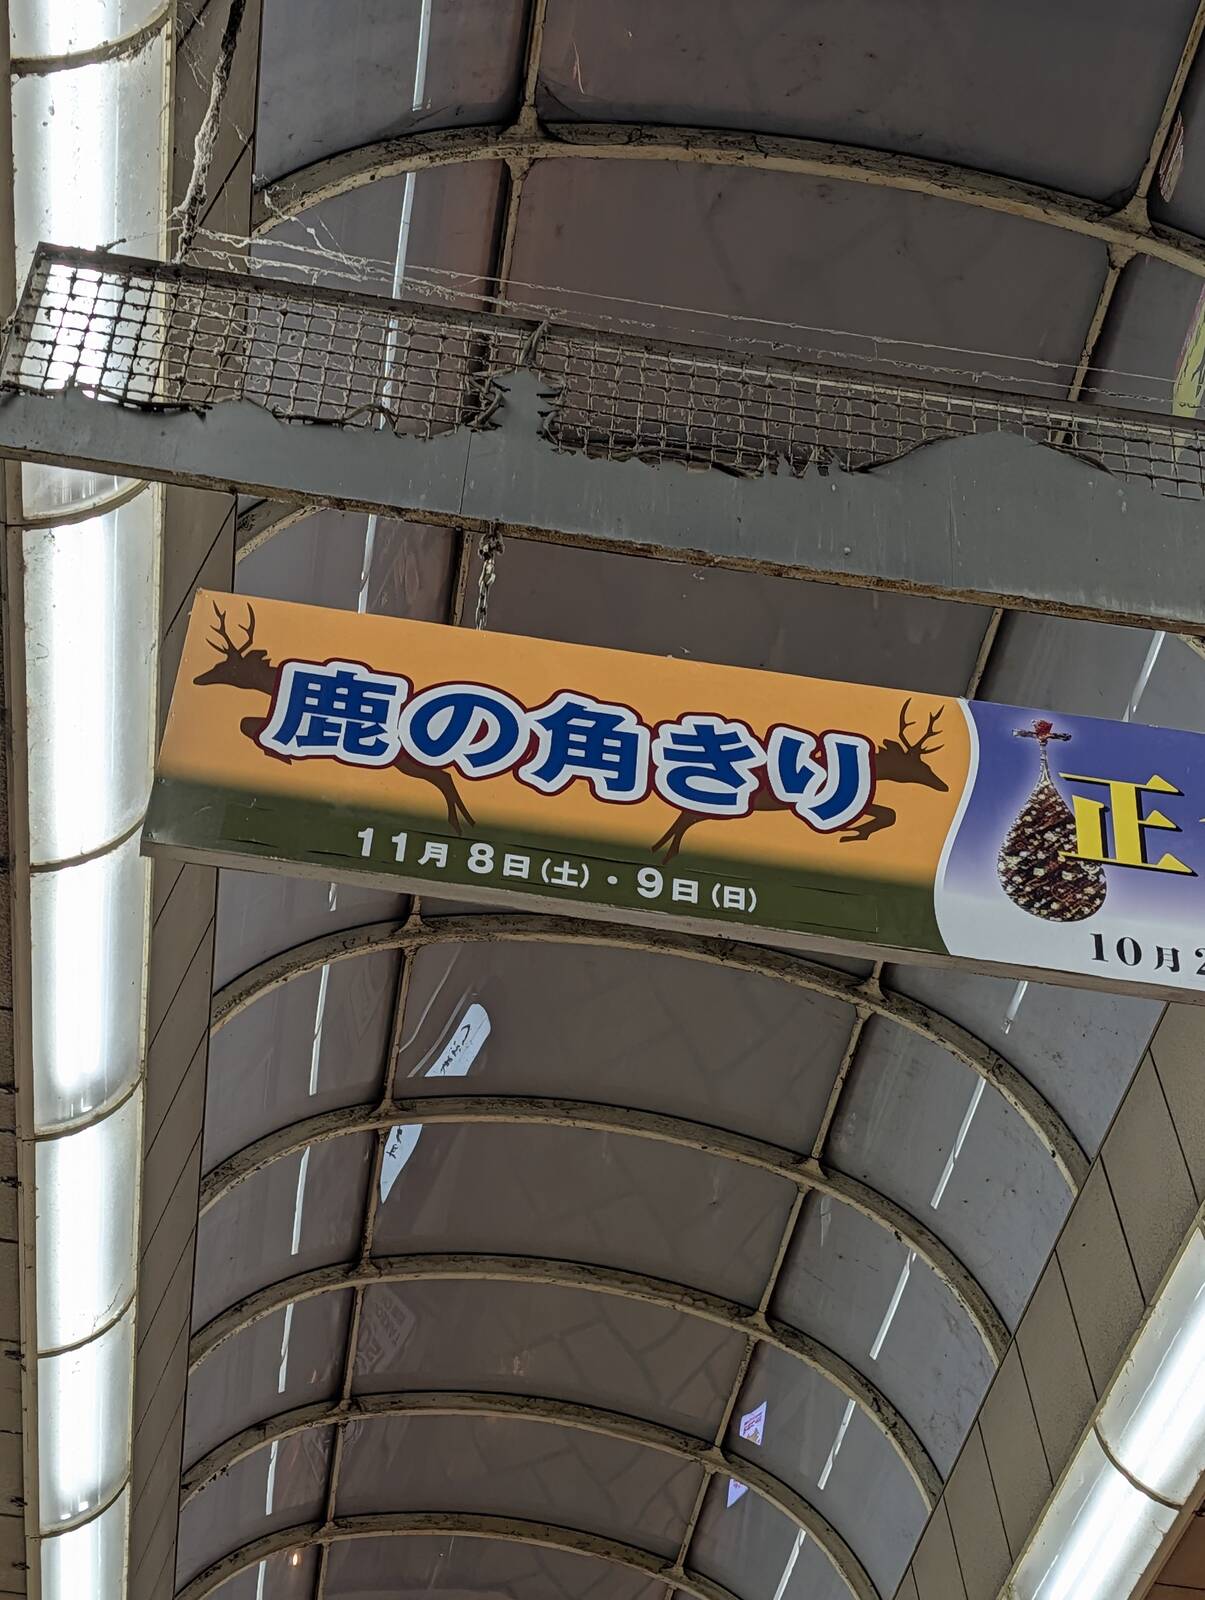 鹿の角きり
11月8日(土)・9日(日)
正
10月2